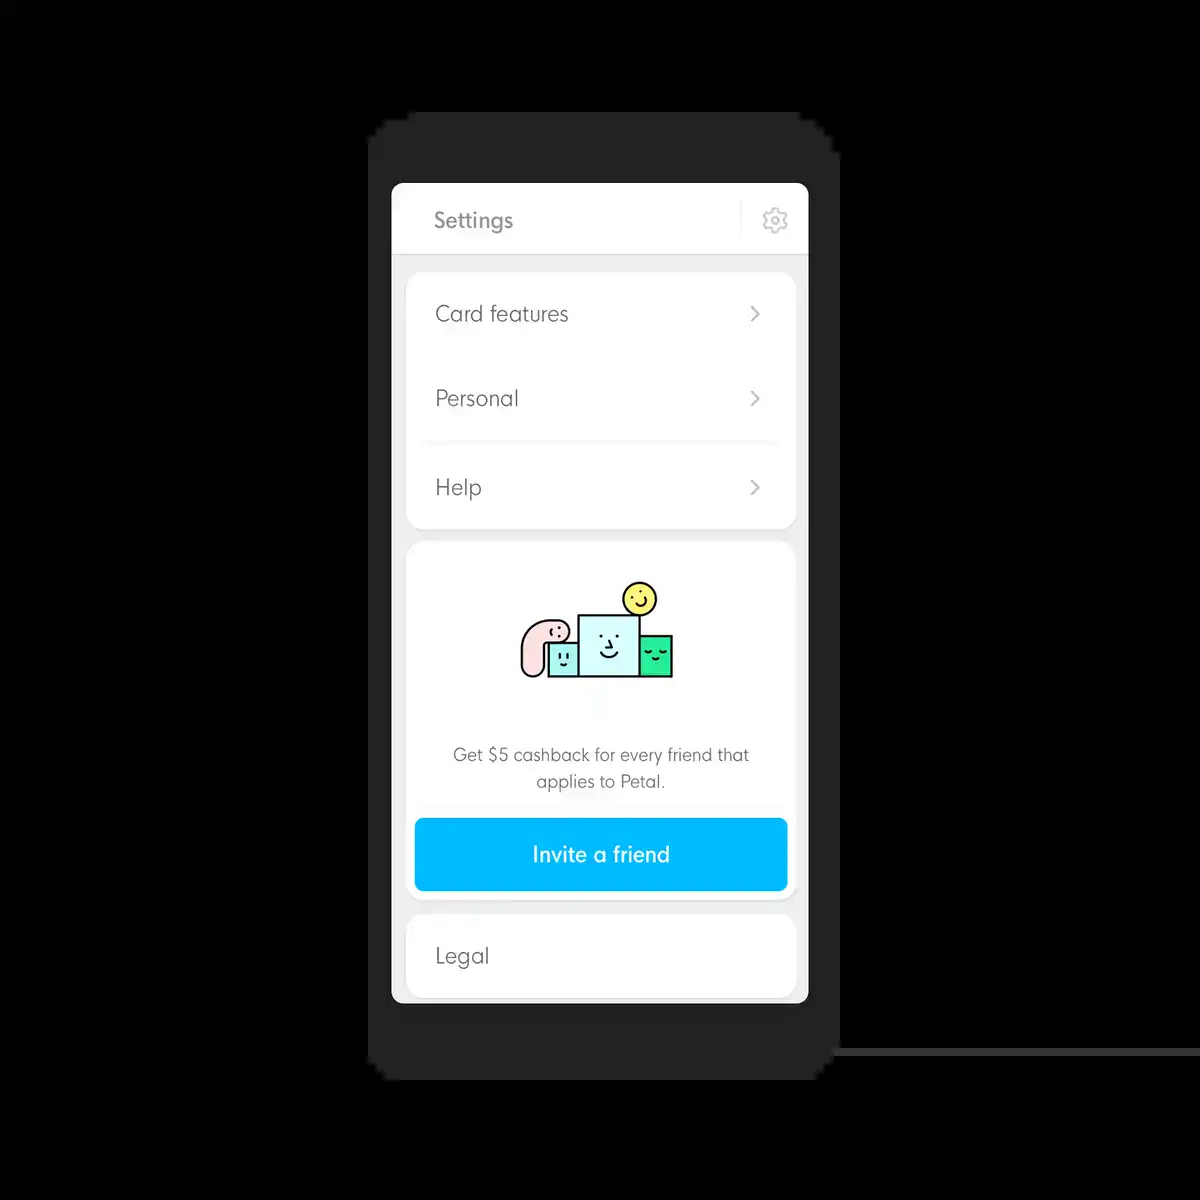 Settings
Card features
Personal
Help
Get $5 cashback for every friend that
applies to Petal.
Invite a friend
Legal